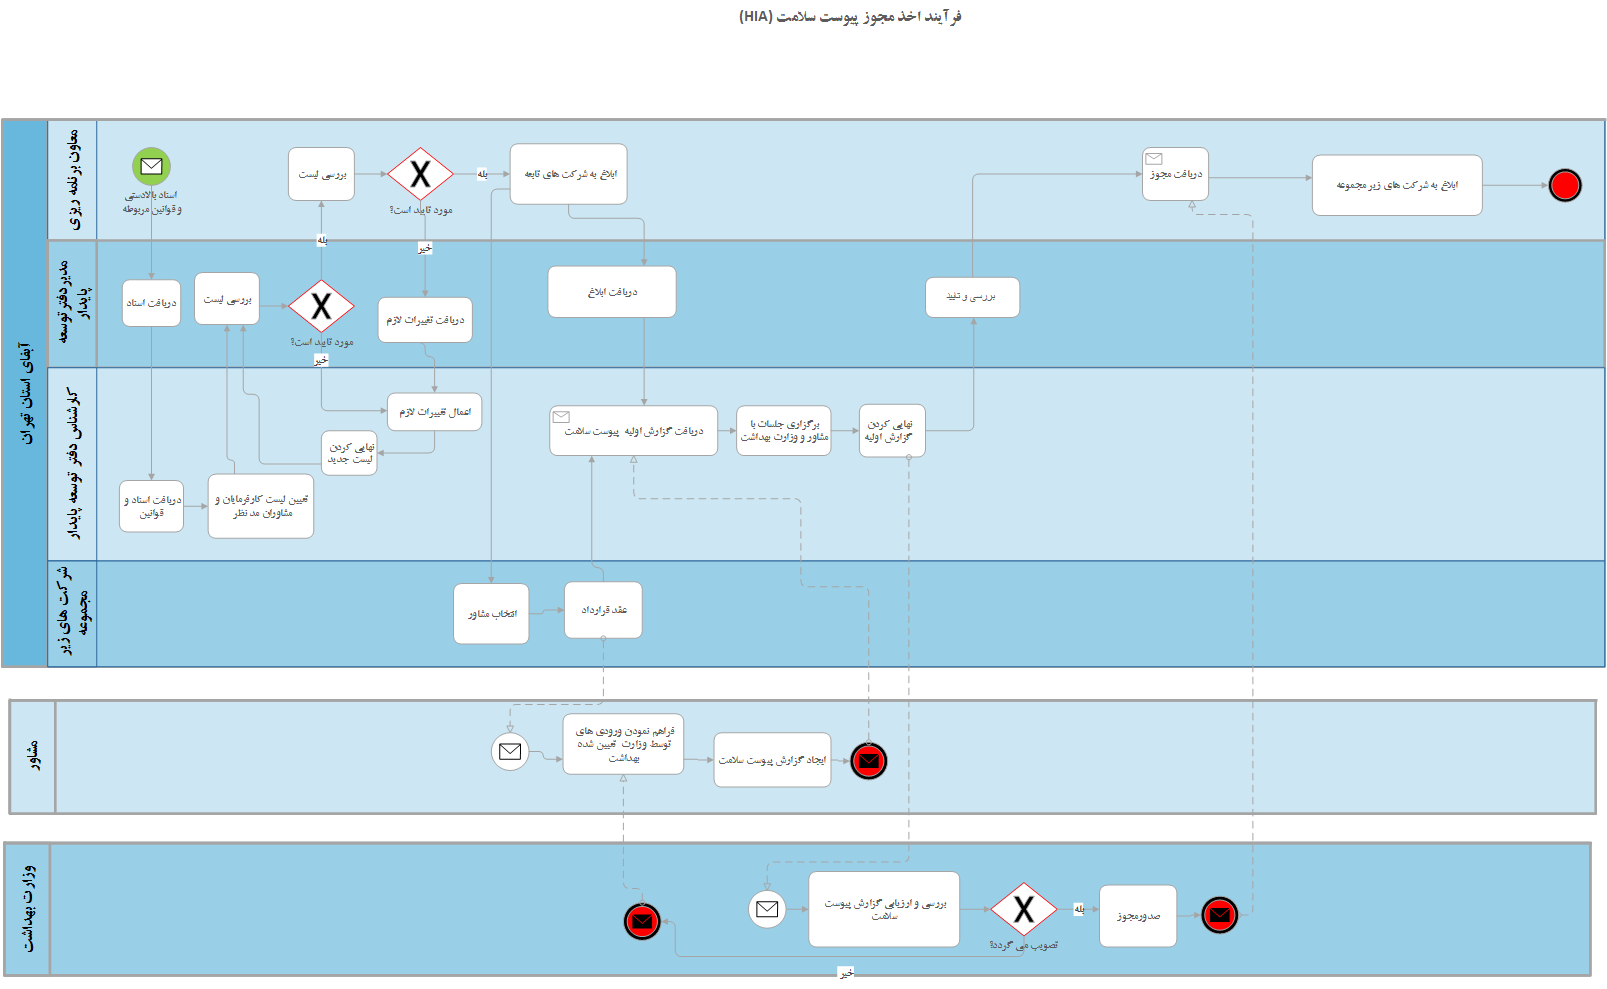 فرآیند اخذ مجوز پیوست سلامت (HIA)
آبفای استان تهران
معاون برنامه ریزی
اسناد بالادستی
و قوانین مربوطه
بررسی لیست
مورد تایید است؟
بله
خیر
ابلاغ به شرکت های تابعه
دریافت مجوز
ابلاغ به شرکت های زیر مجموعه
مدیر دفتر توسعه
پایدار
دریافت اسناد
بررسی لیست
بله
مورد تایید است؟
خیر
دریافت تغییرات لازم
دریافت ابلاغ
بررسی و تایید
کارشناس دفتر توسعه پایدار
دریافت اسناد و
قوانین
تعیین لیست کارفرمایان و
مشاوران مد نظر
اعمال تغییرات لازم
نهایی کردن
لیست جدید
دریافت گزارش اولیه پیوست سلامت
برگزاری جلسات با
مشاور و وزارت بهداشت
نهایی کردن
گزارش اولیه
شرکت های زیر
مجموعه
انتخاب مشاور
عقد قرارداد
مشاور
فراهم نمودن ورودی های
توسط وزارت تعیین شده
بهداشت
ایجاد گزارش پیوست سلامت
وزارت بهداشت
بررسی و ارزیابی گزارش پیوست
سلامت
تصویب می گردد؟
بله
صدورمجوز
خیر